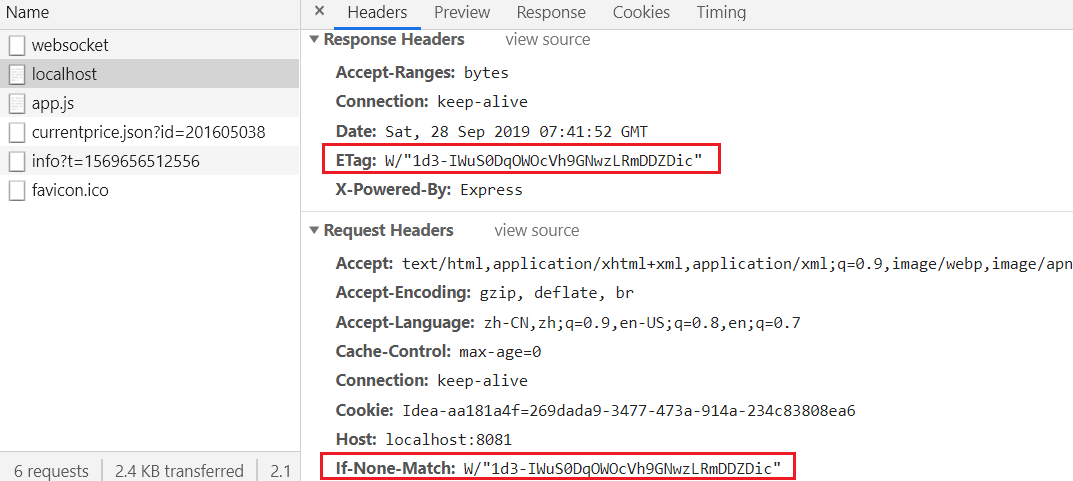 Name
websocket
localhost
app.js
currentprice.json?id=201605038
info?t=1569656512556
favicon.ico
6 requests 2.4 KB transferred 2.1
× Headers Preview Response Cookies Timing
▼ Response Headers view source
Accept-Ranges: bytes
Connection: keep-alive
Date: Sat, 28 Sep 2019 07:41:52 GMT
ETag: W/"1d3-IWuS0DqOWOcVh9GNwzLRmDDZDic"
X-Powered-By: Express
▼ Request Headers view source
Accept: text/html,application/xhtml+xml,application/xml;q=0.9,image/webp,image/apn
Accept-Encoding: gzip, deflate, br
Accept-Language: zh-CN,zh;q=0.9,en-US;q=0.8,en;q=0.7
Cache-Control: max-age=0
Connection: keep-alive
Cookie: Idea-aa181a4f=269dada9-3477-473a-914a-234c83808ea6
Host: localhost:8081
If-None-Match: W/"1d3-IWuS0DqOWOcVh9GNwzLRmDDZDic"